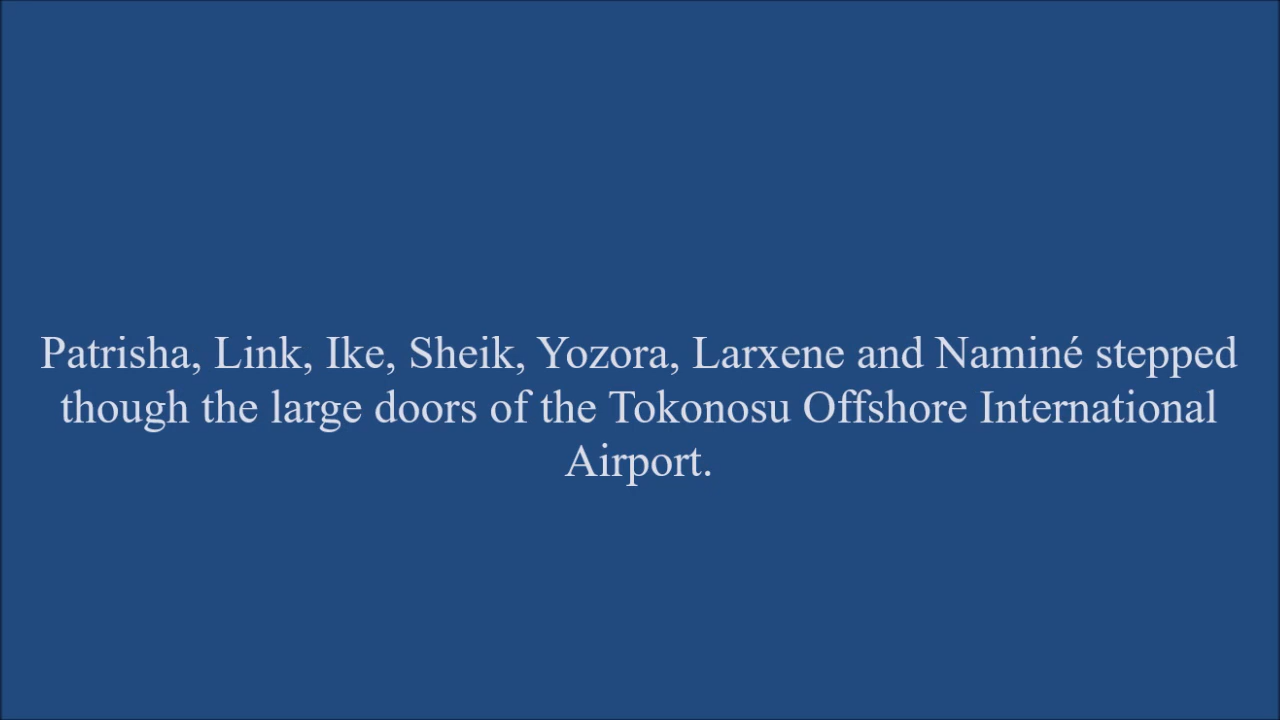 Patrisha, Link, Ike, Sheik, Yozora, Larxene and Naminé stepped
though the large doors of the Tokonosu Offshore International
Airport.